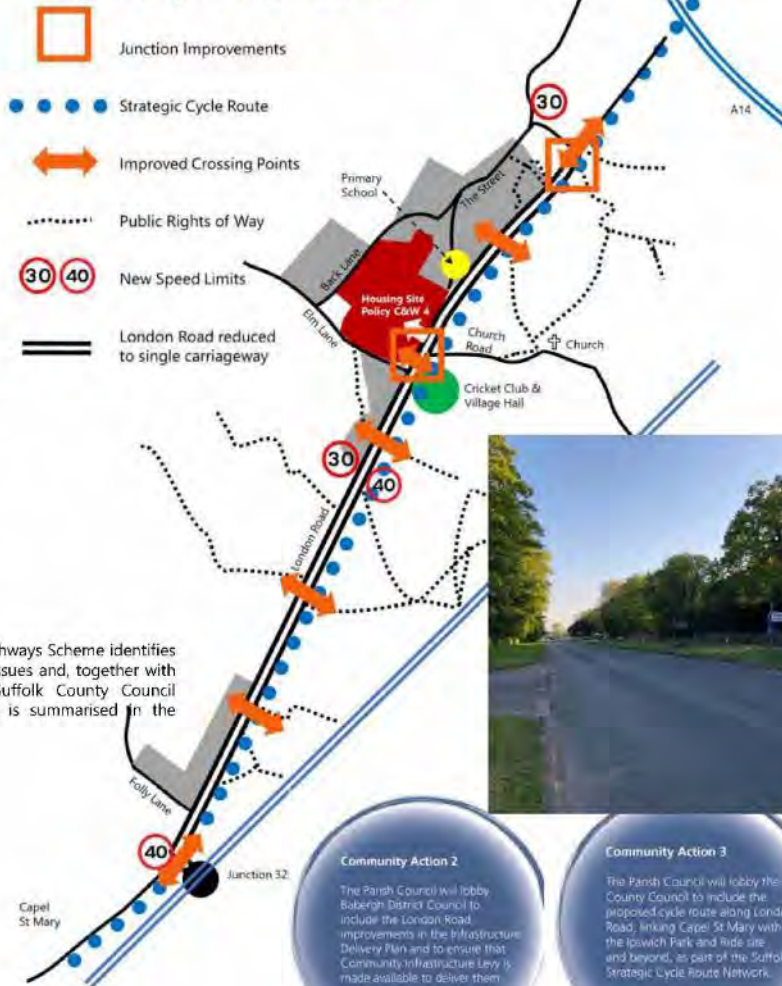 Junction Improvements
Strategic Cycle Route
Improved Crossing Points
Public Rights of Way
30 40 New Speed Limits
London Road reduced
to single carriageway
30
A14
Primary
School
The Street
Back Lane
Housing Site
Policy C&W 4
Elm Lane
Church
Road
Church
Cricket Club &
Village Hall
30
40
London Road
hways Scheme identifies
ssues and, together with
uffolk County Council
is summarised in the
Folly Lane
40
Junction 32
Capel
St Mary
Community Action 2
The Parish Council will lobby
Babergh District Council to
include the London Road
improvements in the Infrastructure
Delivery Plan and to ensure that
Community Infrastructure Levy is
made available to deliver them
Community Action 3
The Parish Council will lobby the
County Council to include the
proposed cycle route along London
Road, linking Capel St Mary with
the Ipswich Park and Ride site
and beyond, as part of the Suffolk
Strategic Cycle Route Network